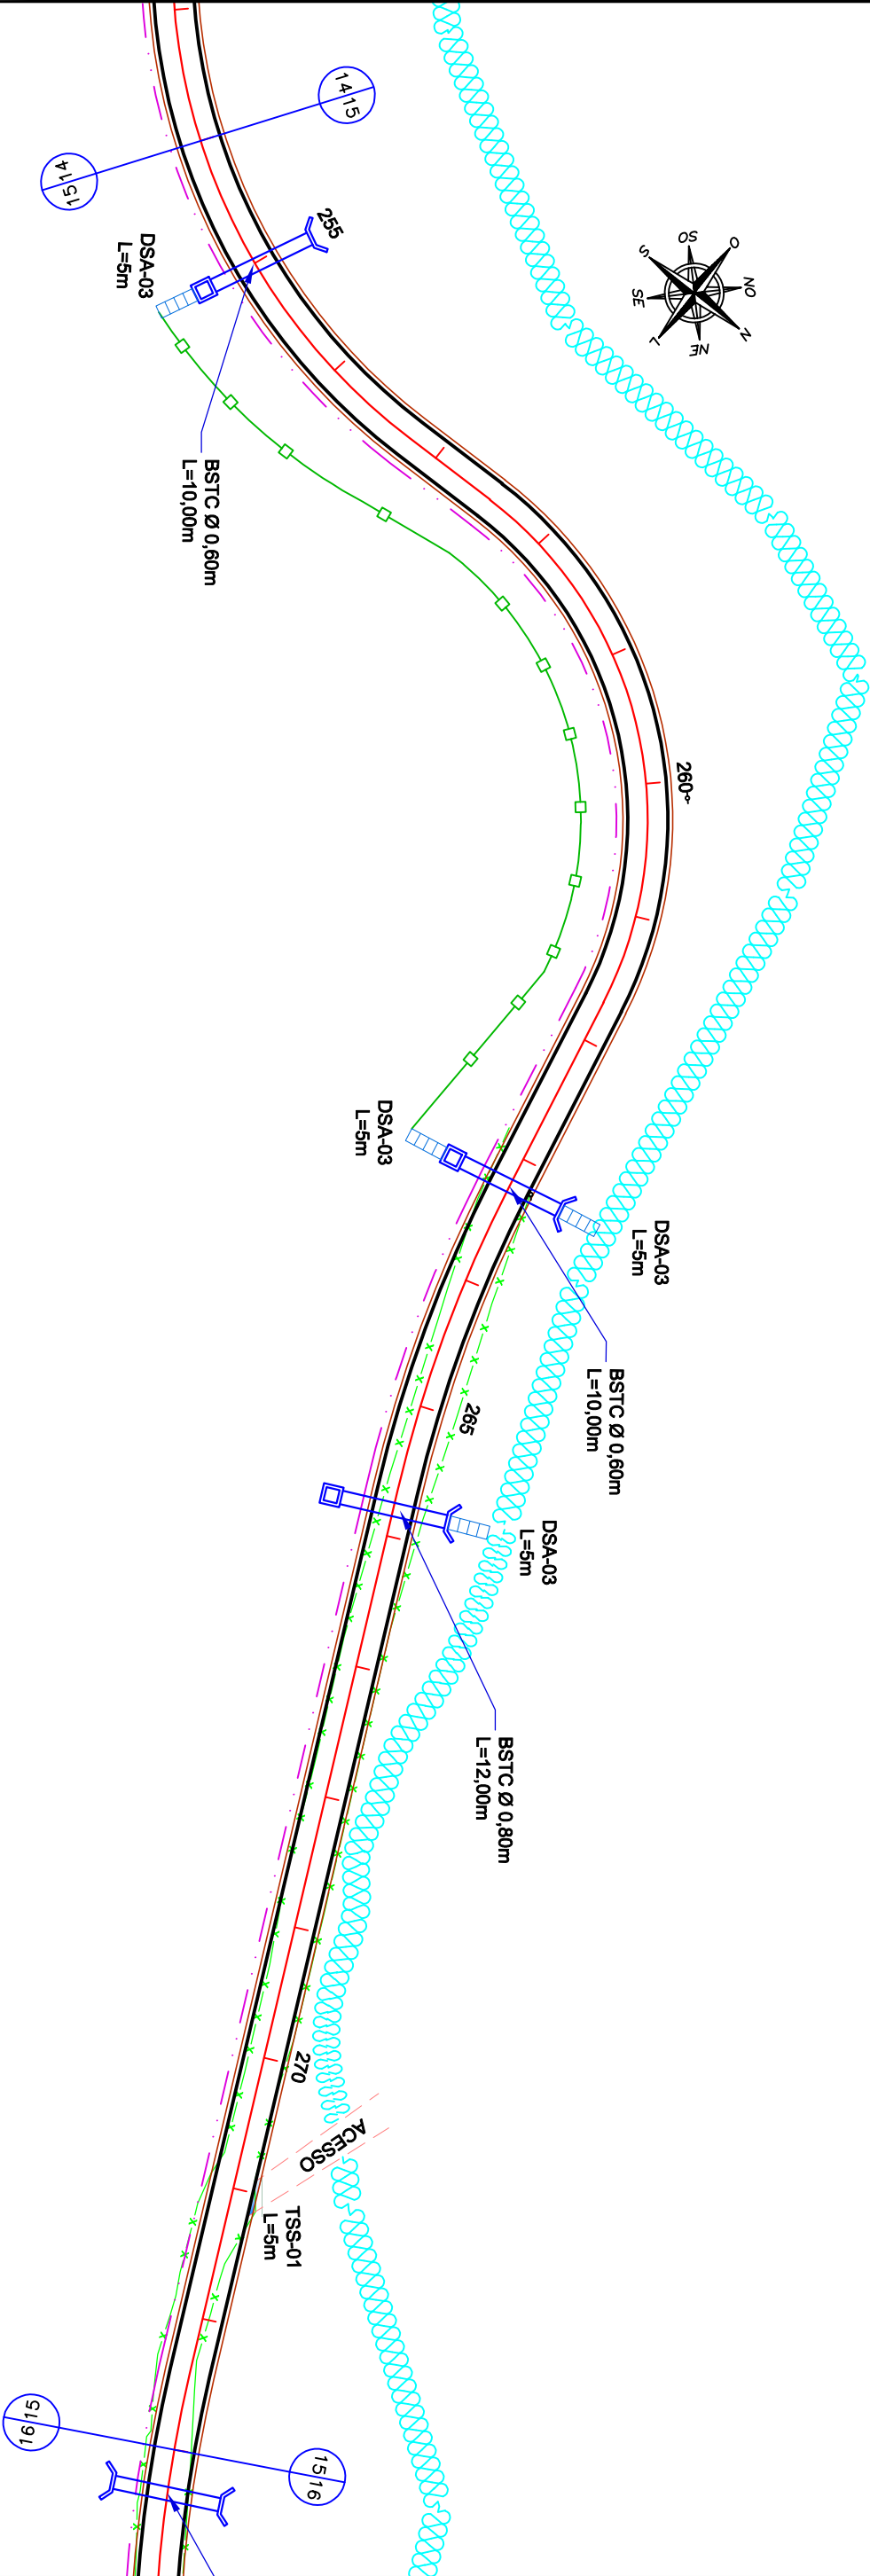 14 15
15 14
255
DSA-03
L=5m
SO
O
S
NO
SE
N
L
NE
BSTC Ø 0,60m
L=10,00m
260
DSA-03
L=5m
DSA-03
L=5m
BSTC Ø 0,60m
L=10,00m
265
DSA-03
L=5m
BSTC Ø 0,80m
L=12,00m
270
ACESSO
TSS-01
L=5m
16 15
15 16